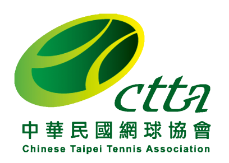 ctta
中華民國網球協會
Chinese Taipei Tennis Association